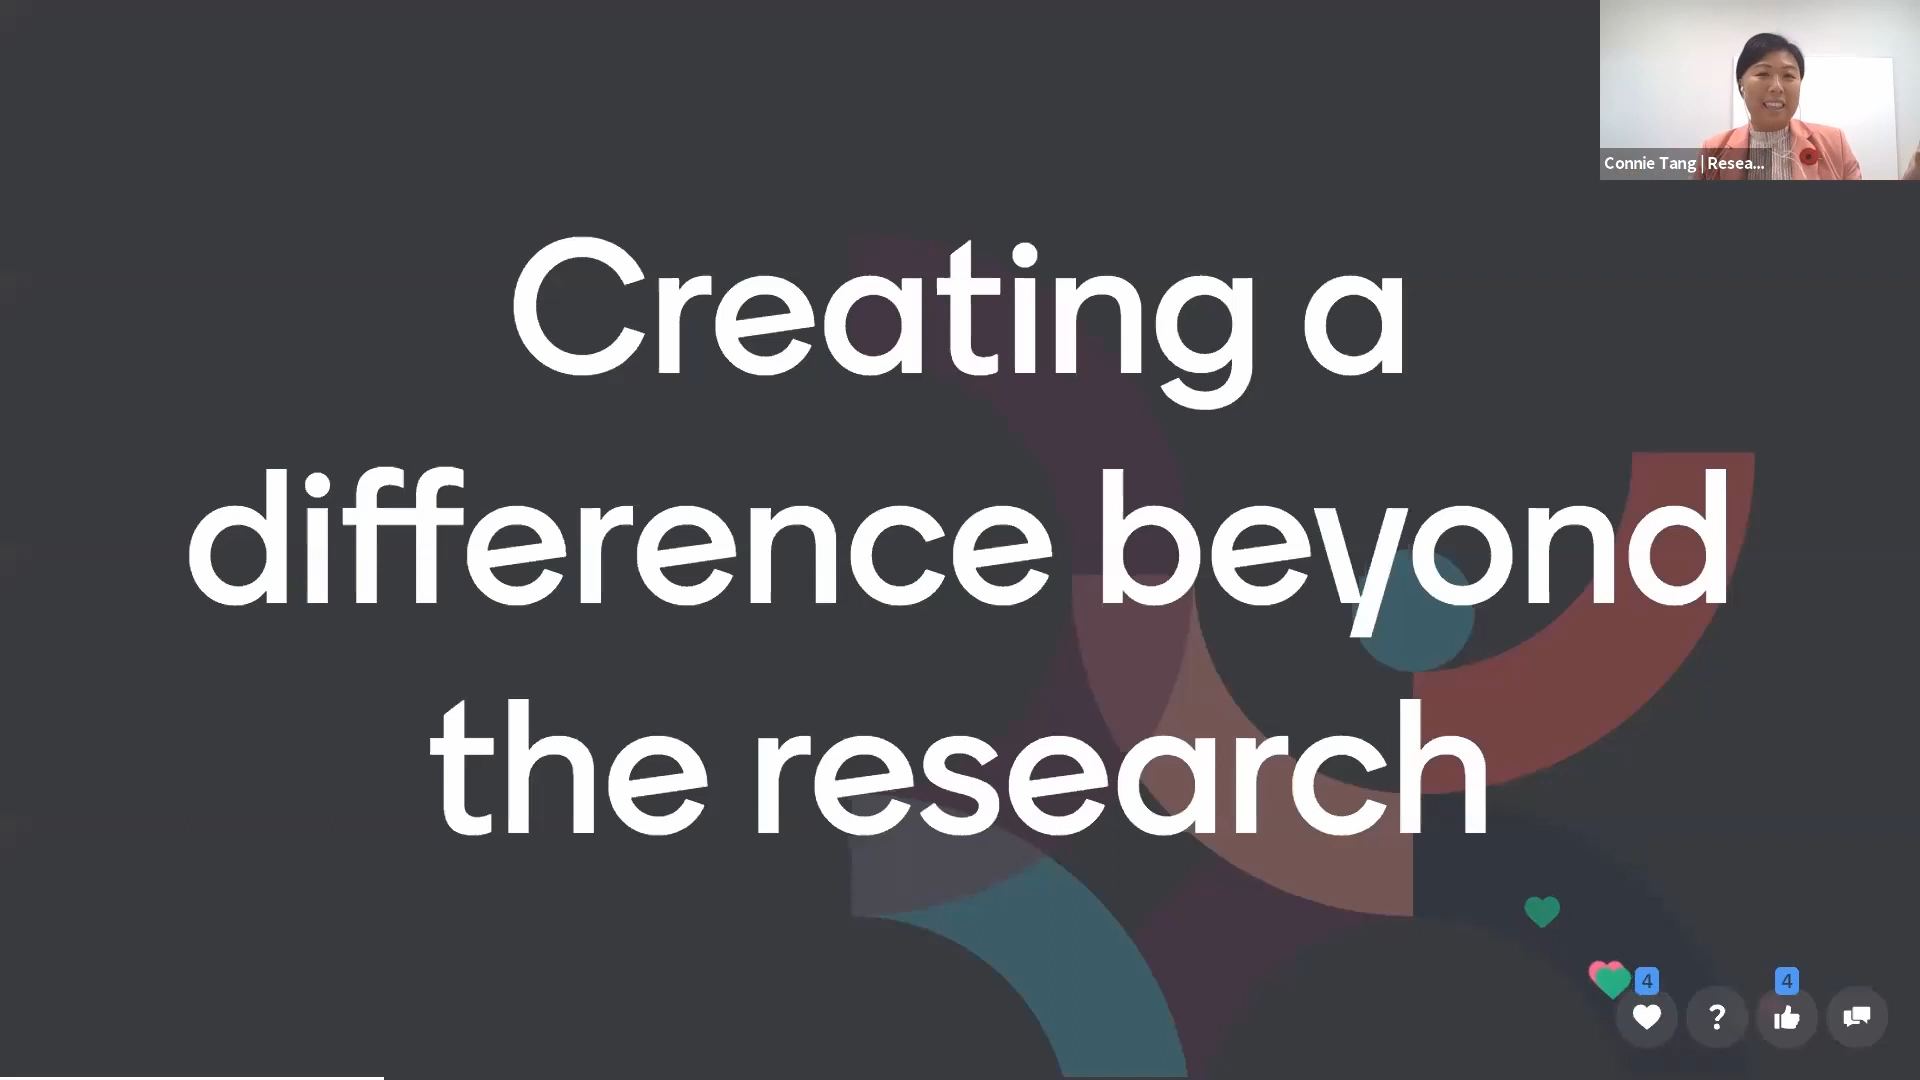 Connie Tang | Resea...
Creating a
difference beyond
the research
4
4
?